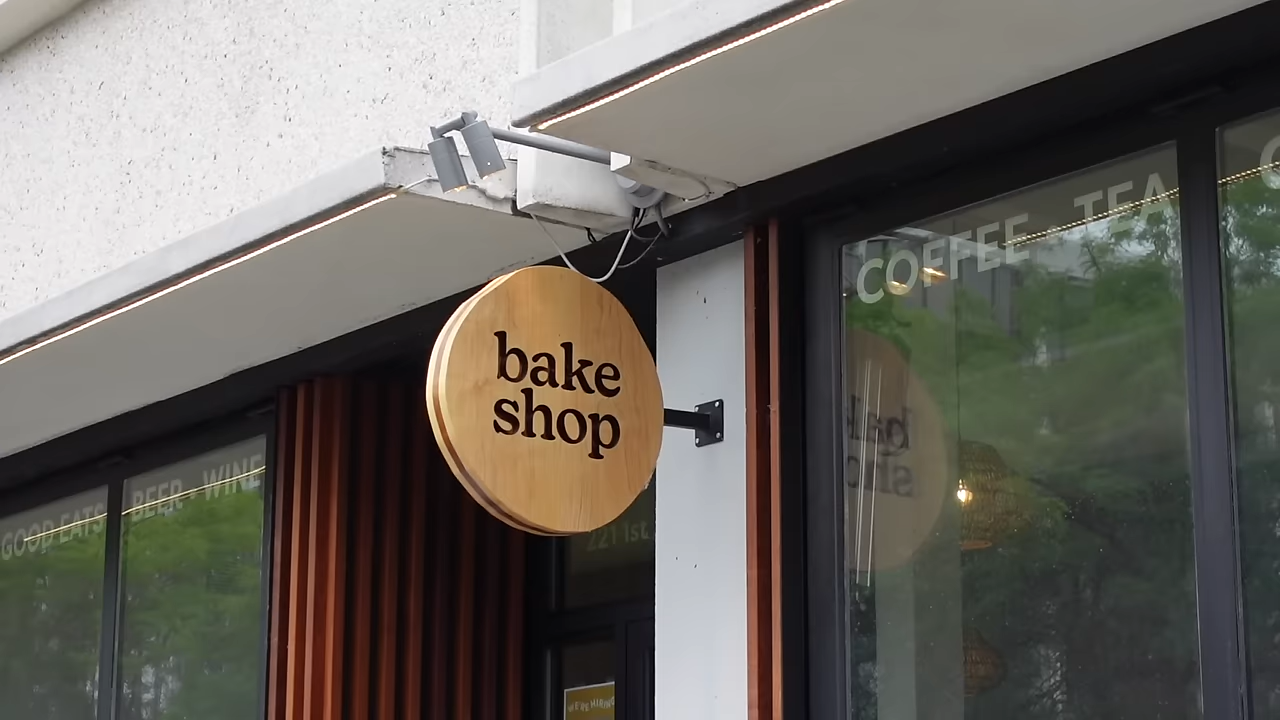 bake
shop
COFFEE TEA
GOOD EATS BEER WINE
221 1st
WE'RE HIRING